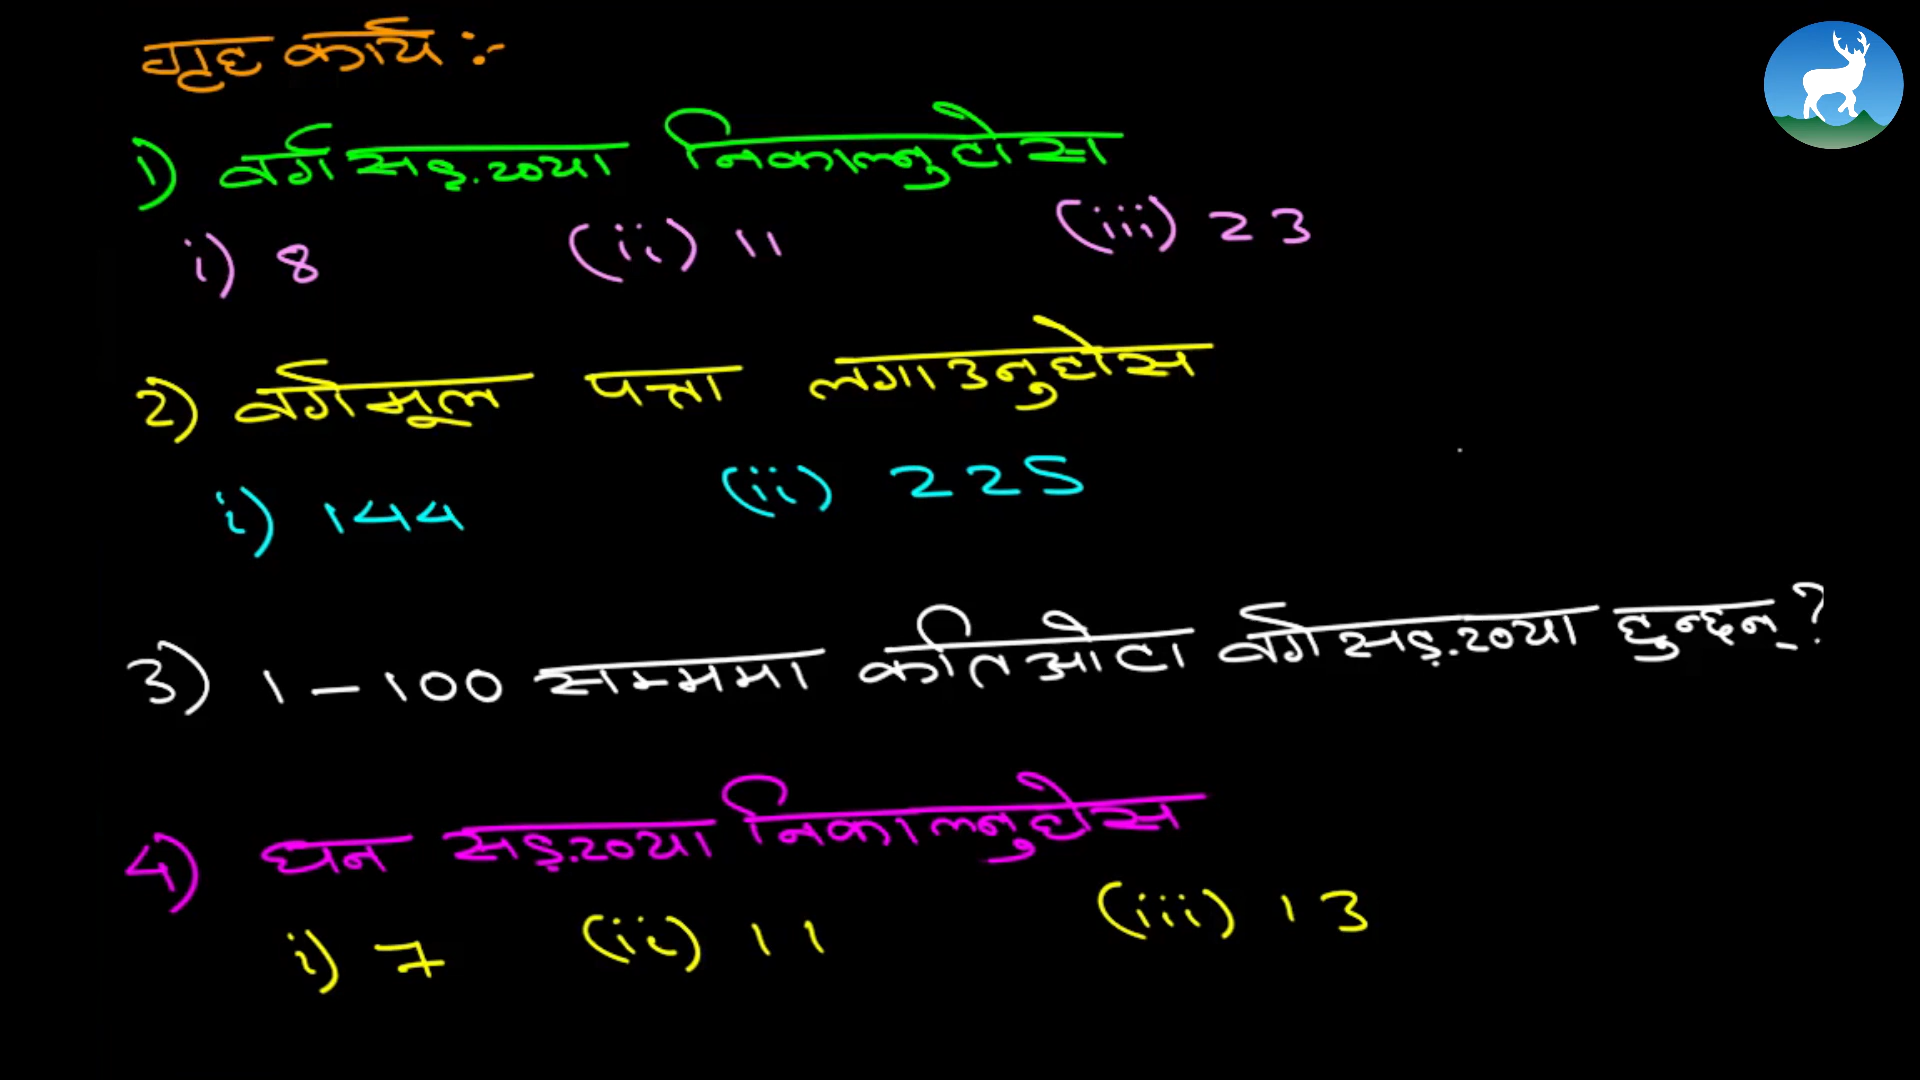 गृह कार्य :-
1) वर्ग सङ्.ख्या निकाल्नुहोस
i) 8 (ii) 11 (iii) 23
2) वर्गमूल पत्ता लगाउनुहोस
i) 144 (ii) 225
3) 1 - 100 सम्ममा कतिओटा वर्ग सङ्.ख्या हुन्छन् ?
4) घन सङ्.ख्या निकाल्नुहोस
i) 7 (ii) 11 (iii) 13